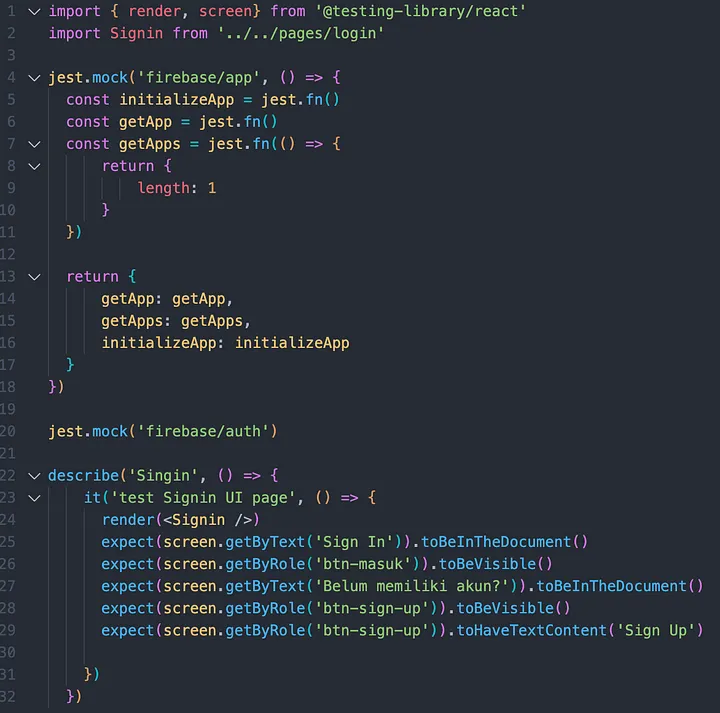 1 import { render, screen} from '@testing-library/react'
2 import Signin from '../../pages/login'
3
4 jest.mock('firebase/app', () => {
5 const initializeApp = jest.fn()
6 const getApp = jest.fn()
7 const getApps = jest.fn(() => {
8 return {
9 length: 1
10 }
11 })
12
13 return {
14 getApp: getApp,
15 getApps: getApps,
16 initializeApp: initializeApp
17 }
18 })
19
20 jest.mock('firebase/auth')
21
22 describe('Singin', () => {
23 it('test Signin UI page', () => {
24 render(<Signin />)
25 expect(screen.getByText('Sign In')).toBeInTheDocument()
26 expect(screen.getByRole('btn-masuk')).toBeVisible()
27 expect(screen.getByText('Belum memiliki akun?')).toBeInTheDocument()
28 expect(screen.getByRole('btn-sign-up')).toBeVisible()
29 expect(screen.getByRole('btn-sign-up')).toHaveTextContent('Sign Up')
30
31 })
32 })